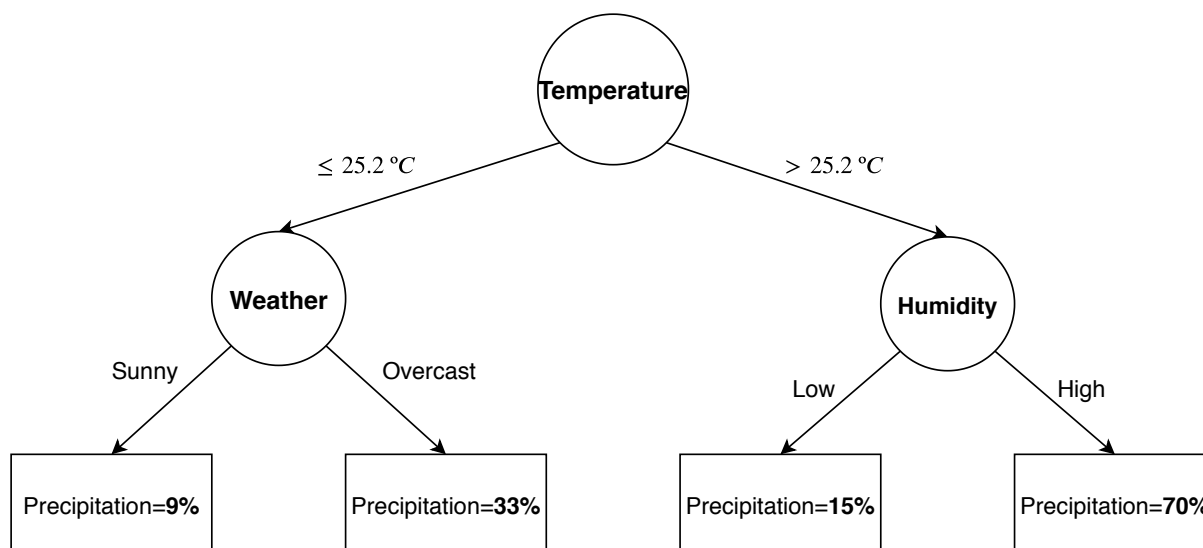 Temperature
≤ 25.2 ºC
> 25.2 ºC
Weather
Humidity
Sunny
Overcast
Low
High
Precipitation=9%
Precipitation=33%
Precipitation=15%
Precipitation=70%